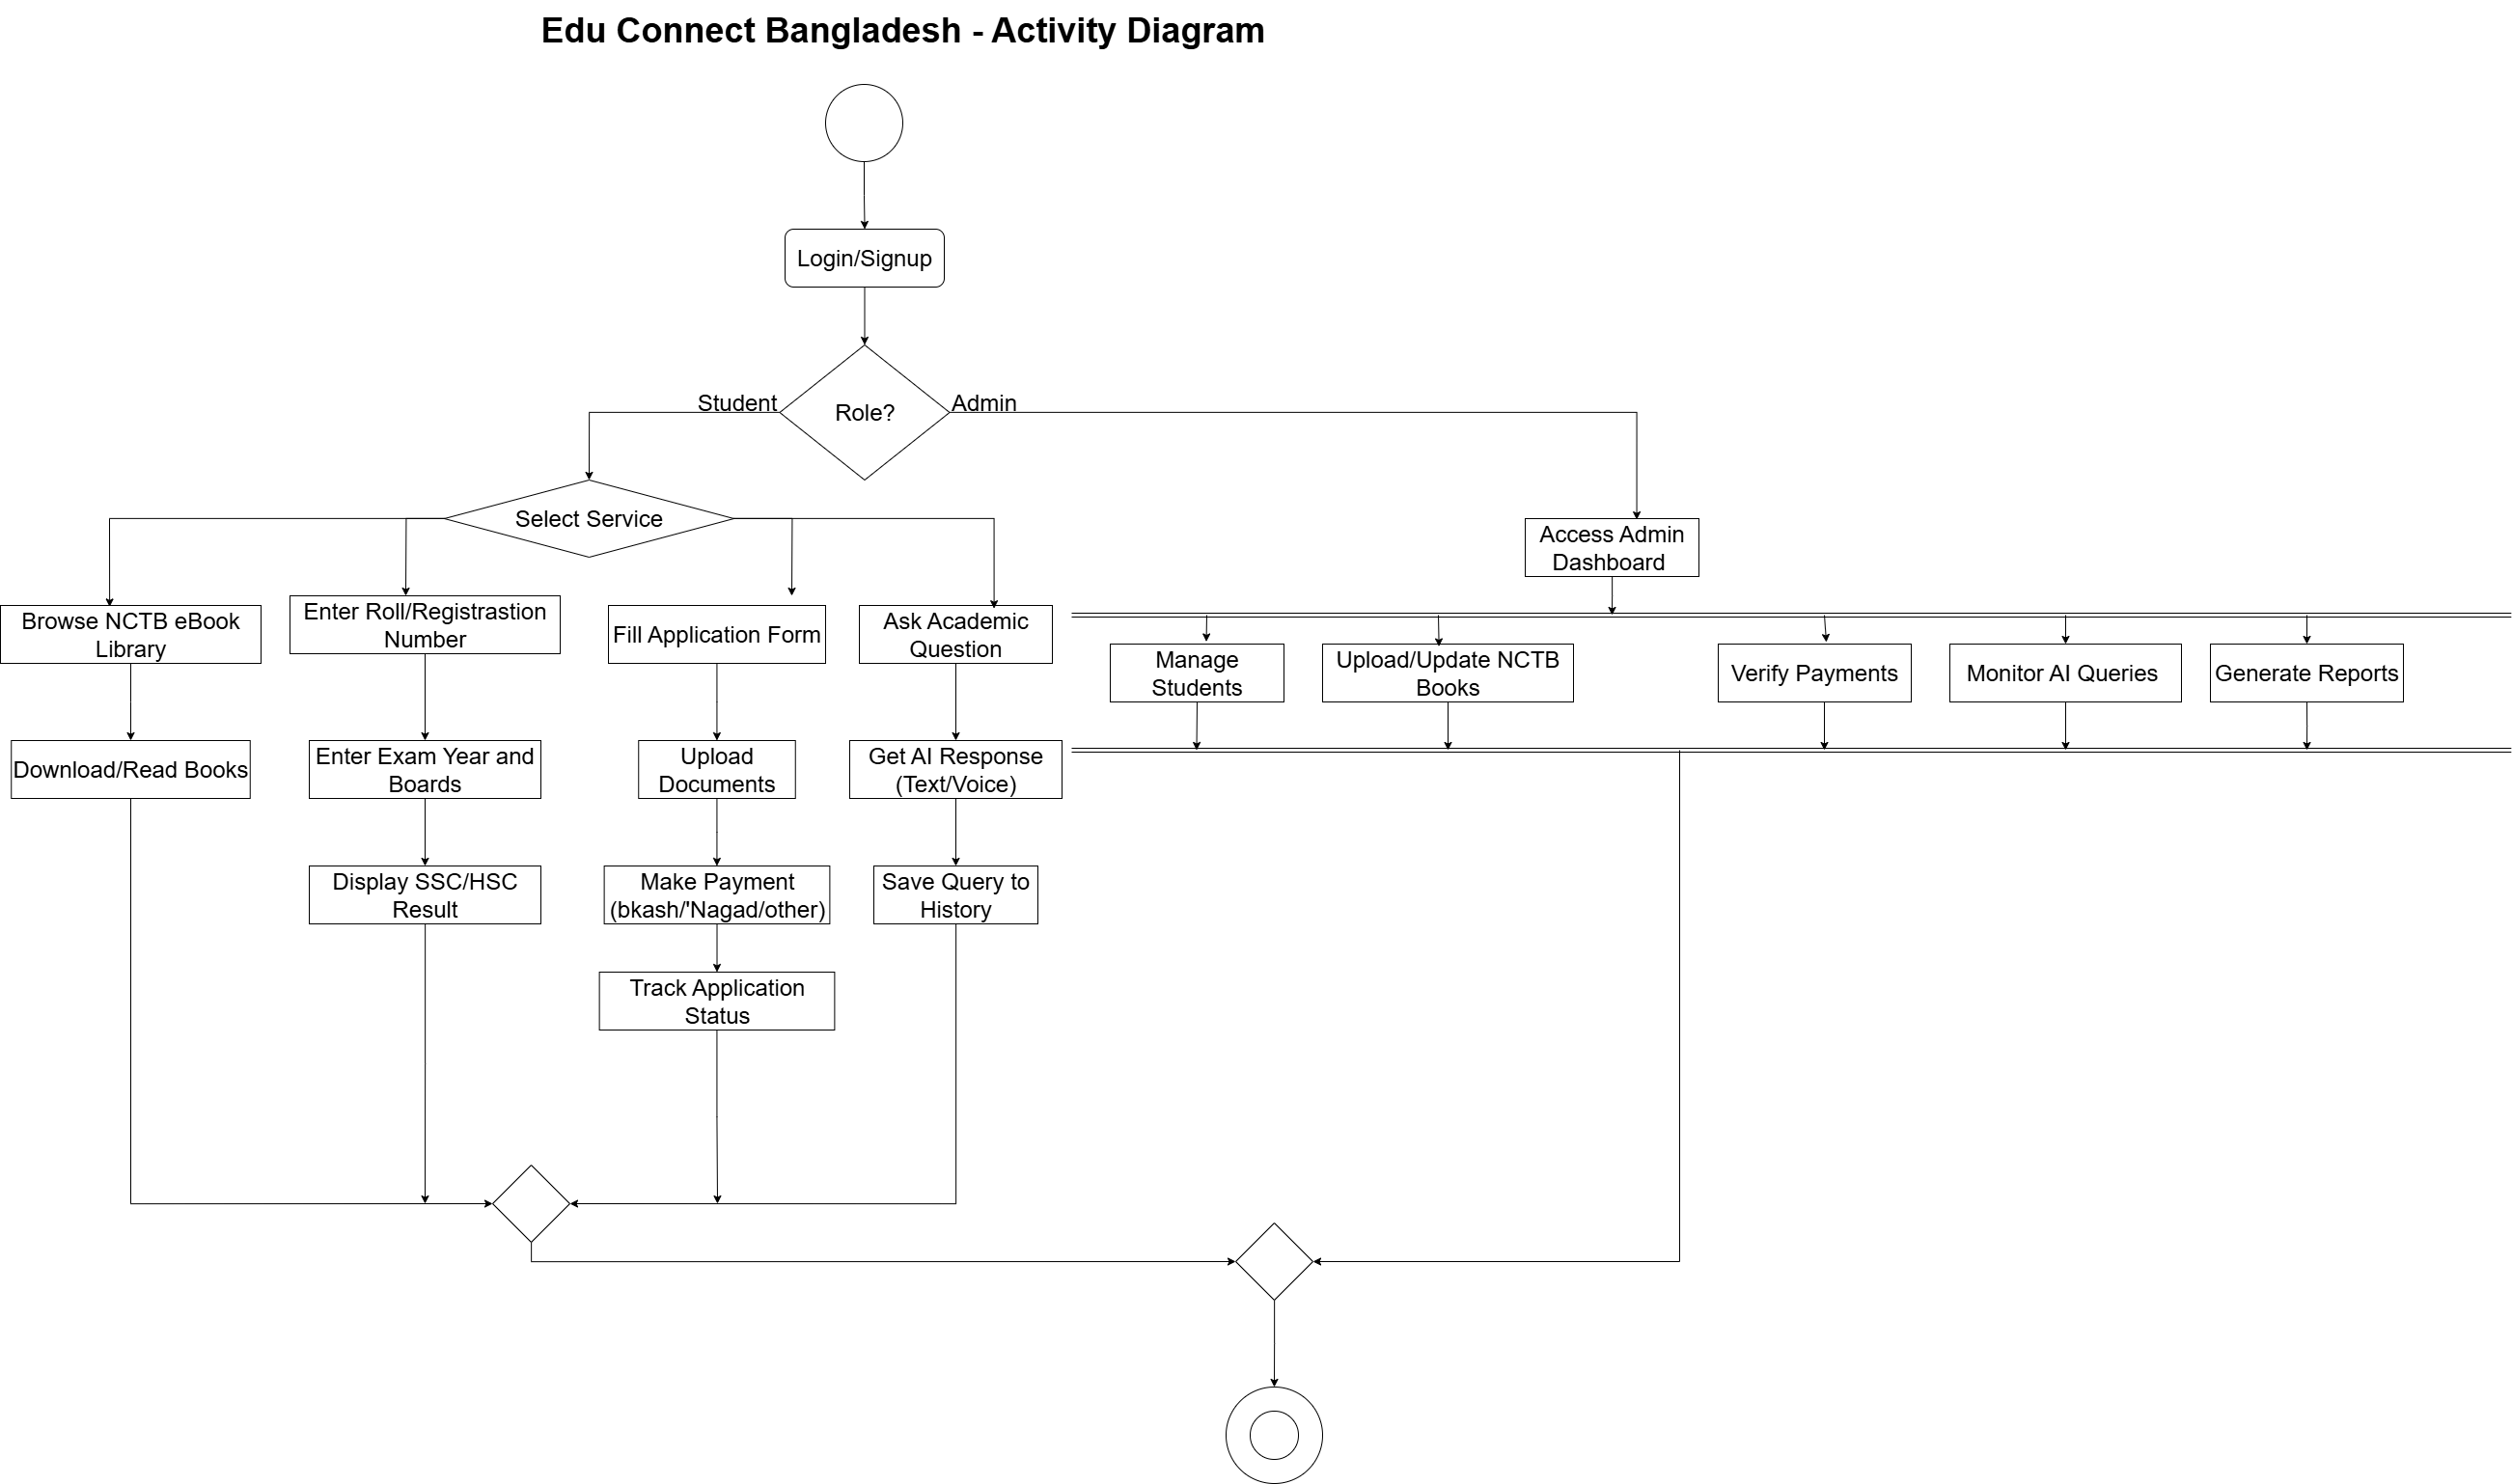 Edu Connect Bangladesh - Activity Diagram
Login/Signup
Student
Role?
Admin
Select Service
Access Admin
Dashboard
Browse NCTB eBook
Library
Enter Roll/Registrastion
Number
Fill Application Form
Ask Academic
Question
Manage
Students
Upload/Update NCTB
Books
Verify Payments
Monitor AI Queries
Generate Reports
Download/Read Books
Enter Exam Year and
Boards
Upload
Documents
Get AI Response
(Text/Voice)
Display SSC/HSC
Result
Make Payment
(bkash/'Nagad/other)
Save Query to
History
Track Application
Status